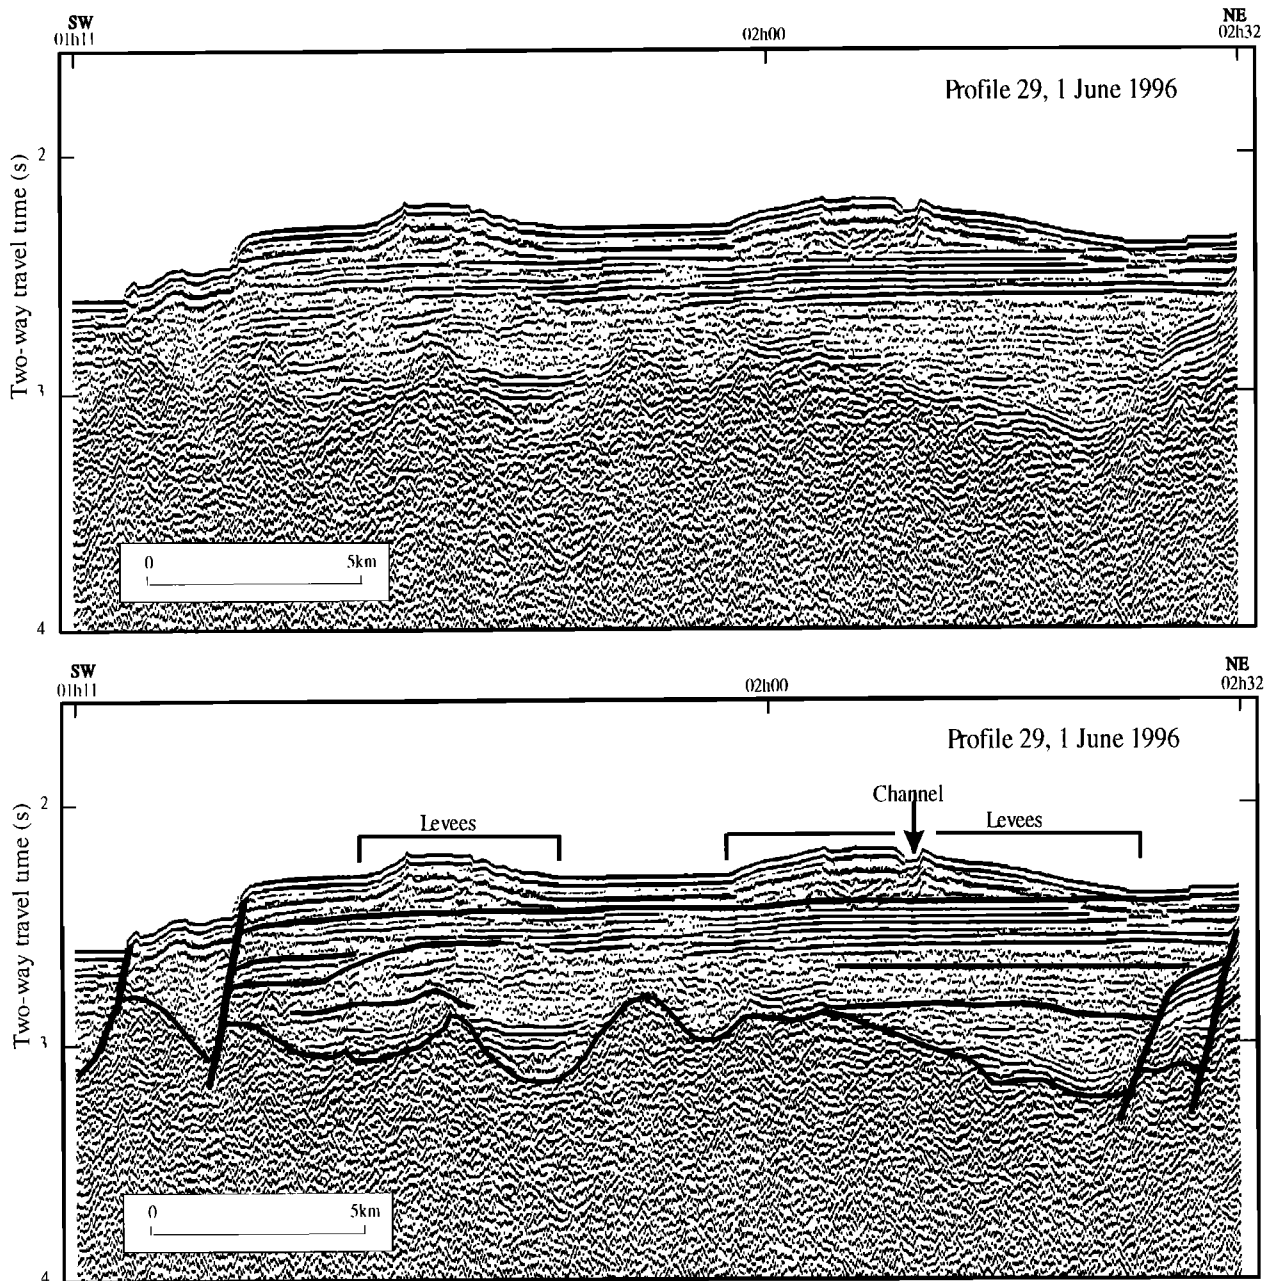 SW
NE
01h11
02h00
02h32
Profile 29, 1 June 1996
2
Two-way travel time (s)
3
0 5km
4
SW
NE
01h11
02h00
02h32
Profile 29, 1 June 1996
2
Channel
Levees
Levees
Two-way travel time (s)
3
0 5km
4